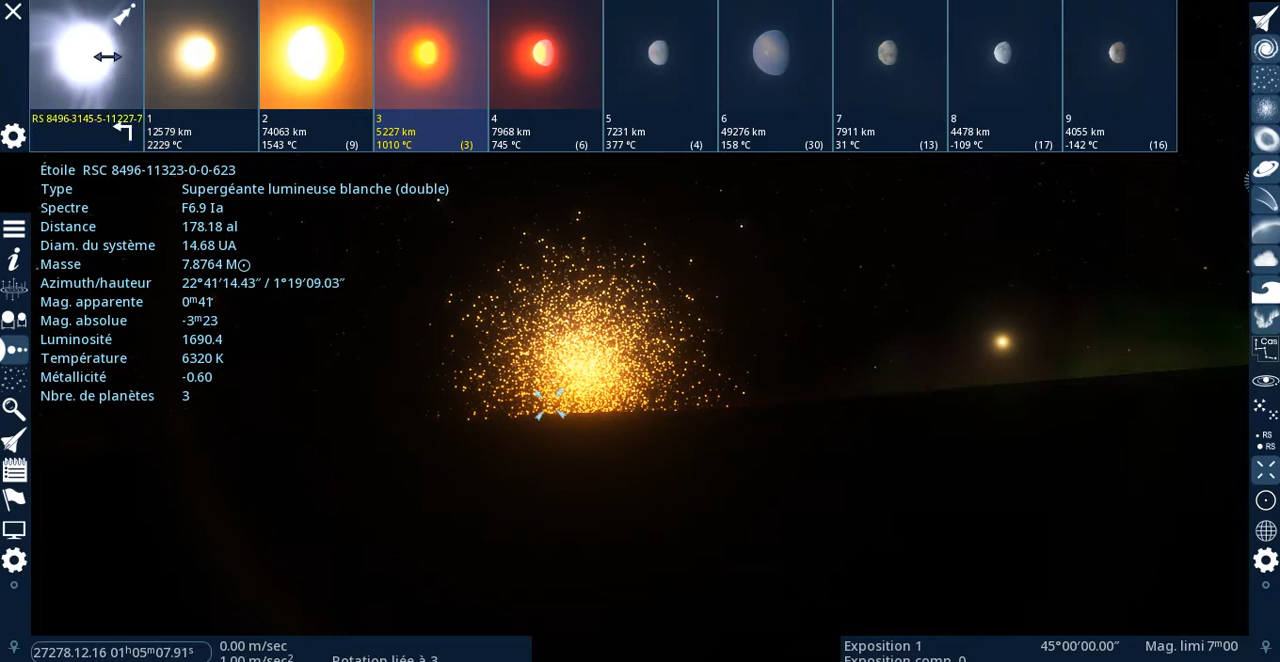 RS 8496-3145-5-11227-7
1
12579 km
2229 ℃
2
74063 km
1543 ℃ (9)
3
5227 km
1010 ℃ (3)
4
7968 km
745 ℃ (6)
5
7231 km
377 ℃ (4)
6
49276 km
158 ℃ (30)
7
7911 km
31 ℃ (13)
8
4478 km
-109 ℃ (17)
9
4055 km
-142 ℃ (16)
Étoile RSC 8496-11323-0-0-623
Type Supergéante lumineuse blanche (double)
Spectre F6.9 Ia
Distance 178.18 al
Diam. du système 14.68 UA
Masse 7.8764 M☉
Azimuth/hauteur 22°41′14.43″ / 1°19′09.03″
Mag. apparente 0ᵐ41
Mag. absolue -3ᵐ23
Luminosité 1690.4
Température 6320 K
Métallicité -0.60
Nbre. de planètes 3
Cas
RS
RS
27278.12.16 01ʰ05ᵐ07.91ˢ
0.00 m/sec
1.00 m/sec² Rotation liée à 3
Exposition 1 45°00′00.00″ Mag. limi 7ᵐ00
Exposition comp. 0